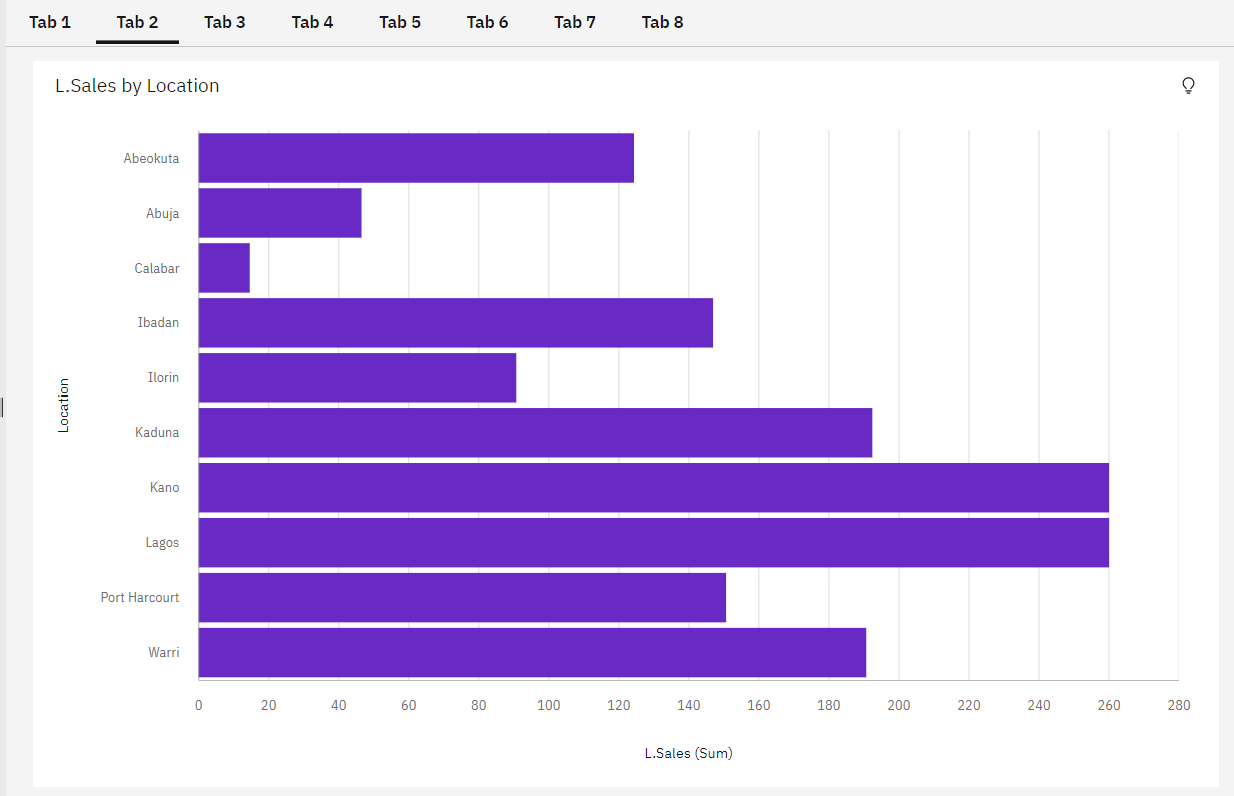 Tab 1 Tab 2 Tab 3 Tab 4 Tab 5 Tab 6 Tab 7 Tab 8
L.Sales by Location
Location
Abeokuta
Abuja
Calabar
Ibadan
Ilorin
Kaduna
Kano
Lagos
Port Harcourt
Warri
0 20 40 60 80 100 120 140 160 180 200 220 240 260 280
L.Sales (Sum)